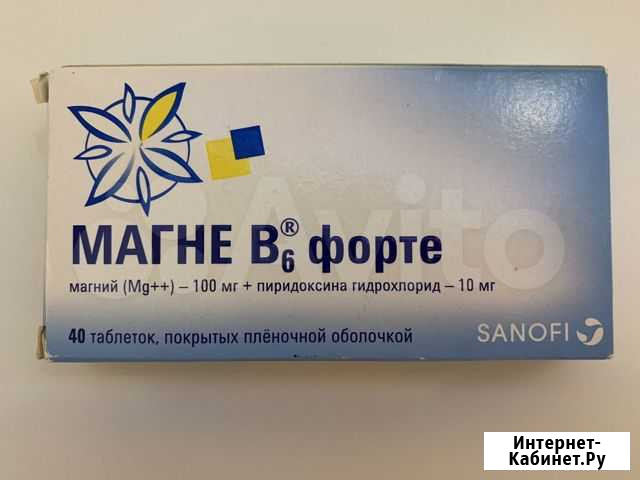 МАГНЕ B6® форте
магний (Mg++) – 100 мг + пиридоксина гидрохлорид – 10 мг
40 таблеток, покрытых плёночной оболочкой
SANOFI
Avito
Интернет-
Кабинет.Ру